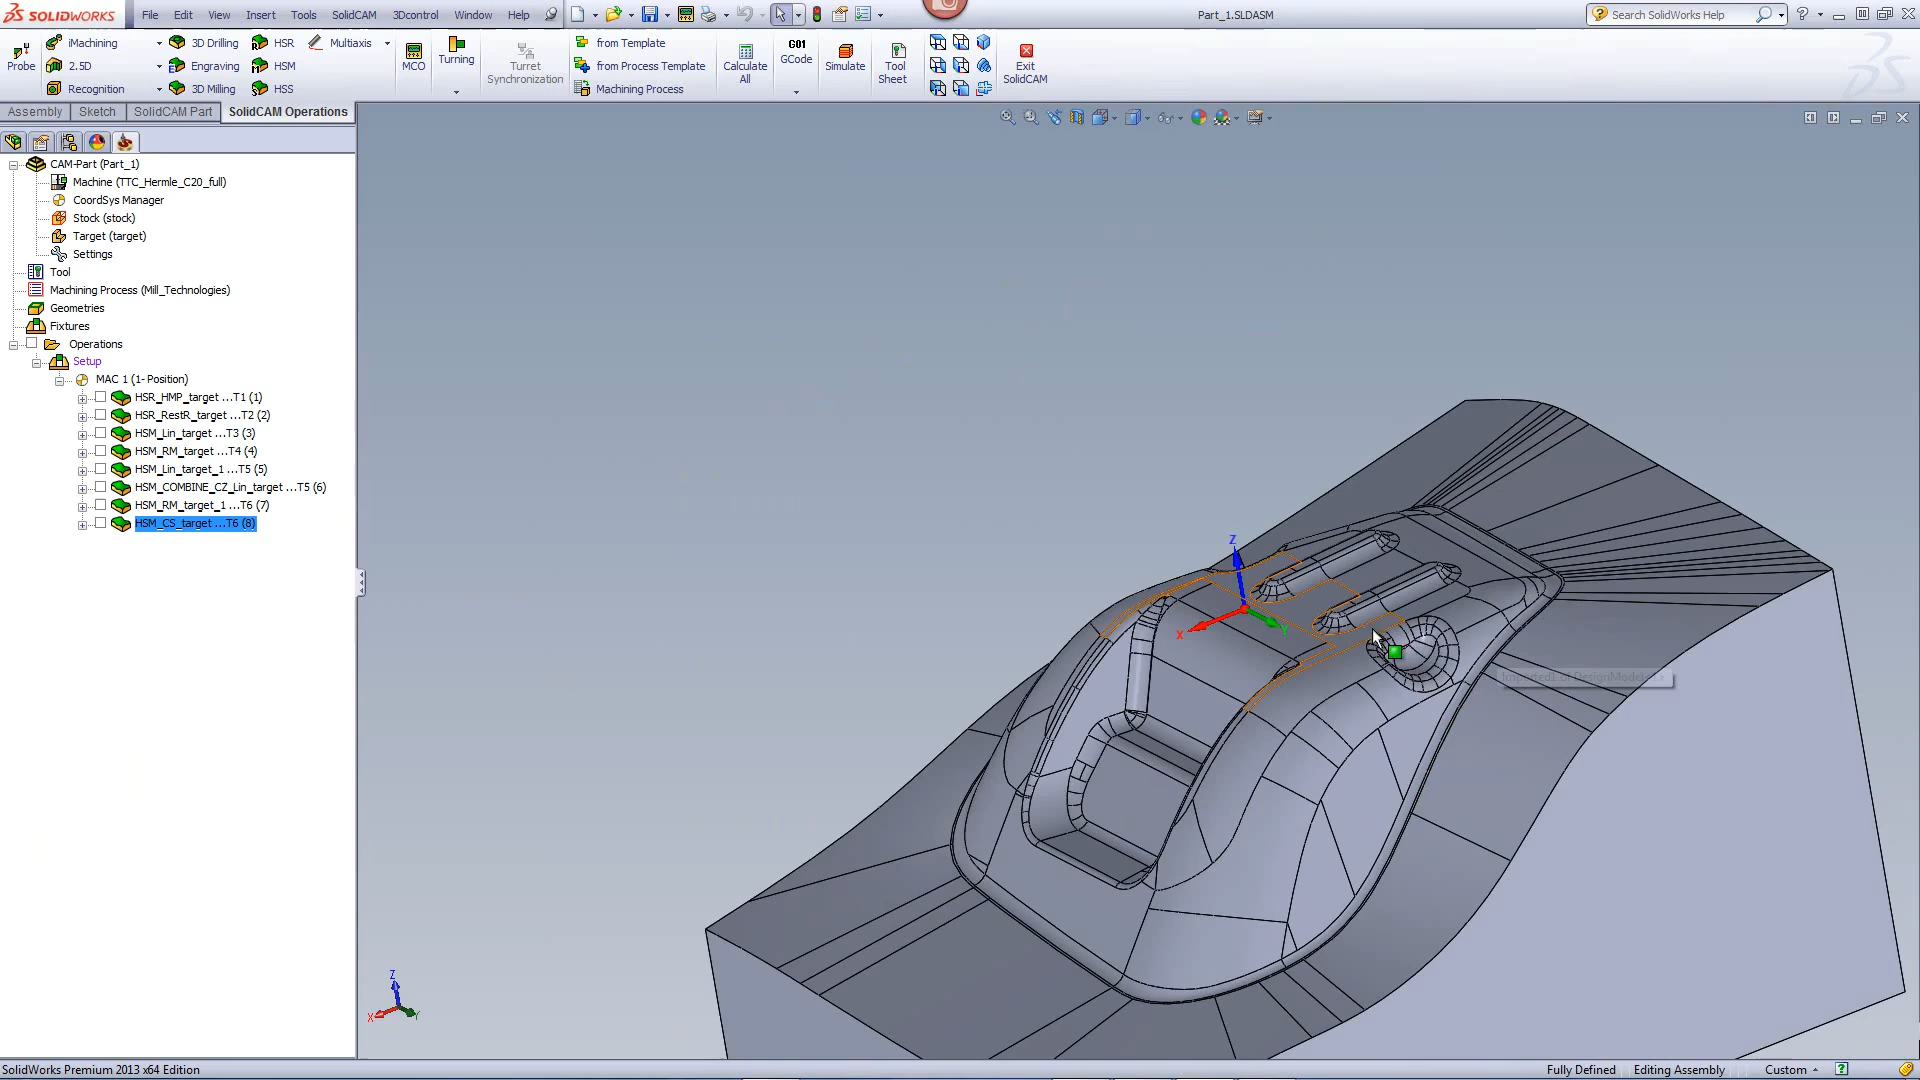 SOLIDWORKS File Edit View Insert Tools SolidCAM 3Dcontrol Window Help Part_1.SLDASM Search SolidWorks Help
Probe iMachining 3D Drilling HSR Multiaxis MCO Turning Turret Synchronization from Template Calculate All GCode Simulate Tool Sheet Exit SolidCAM
2.5D Engraving HSM from Process Template
Recognition 3D Milling HSS Machining Process
G01
Assembly Sketch SolidCAM Part SolidCAM Operations
CAM-Part (Part_1)
Machine (TTC_Hermle_C20_full)
CoordSys Manager
Stock (stock)
Target (target)
Settings
Tool
Machining Process (Mill_Technologies)
Geometries
Fixtures
Operations
Setup
MAC 1 (1- Position)
HSR_HMP_target ...T1 (1)
HSR_RestR_target ...T2 (2)
HSM_Lin_target ...T3 (3)
HSM_RM_target ...T4 (4)
HSM_Lin_target_1 ...T5 (5)
HSM_COMBINE_CZ_Lin_target ...T5 (6)
HSM_RM_target_1 ...T6 (7)
HSM_CS_target ...T6 (8)
Z
X
Y
Z
X
Y
SolidWorks Premium 2013 x64 Edition Fully Defined Editing Assembly Custom